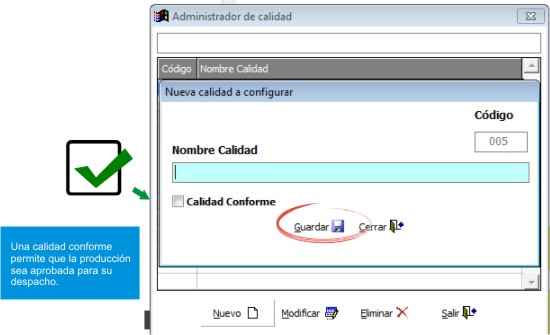 Administrador de calidad
Código Nombre Calidad
Nueva calidad a configurar
Código
005
Nombre Calidad
Calidad Conforme
Guardar Cerrar
Una calidad conforme
permite que la producción
sea aprobada para su
despacho.
Nuevo Modificar Eliminar Salir